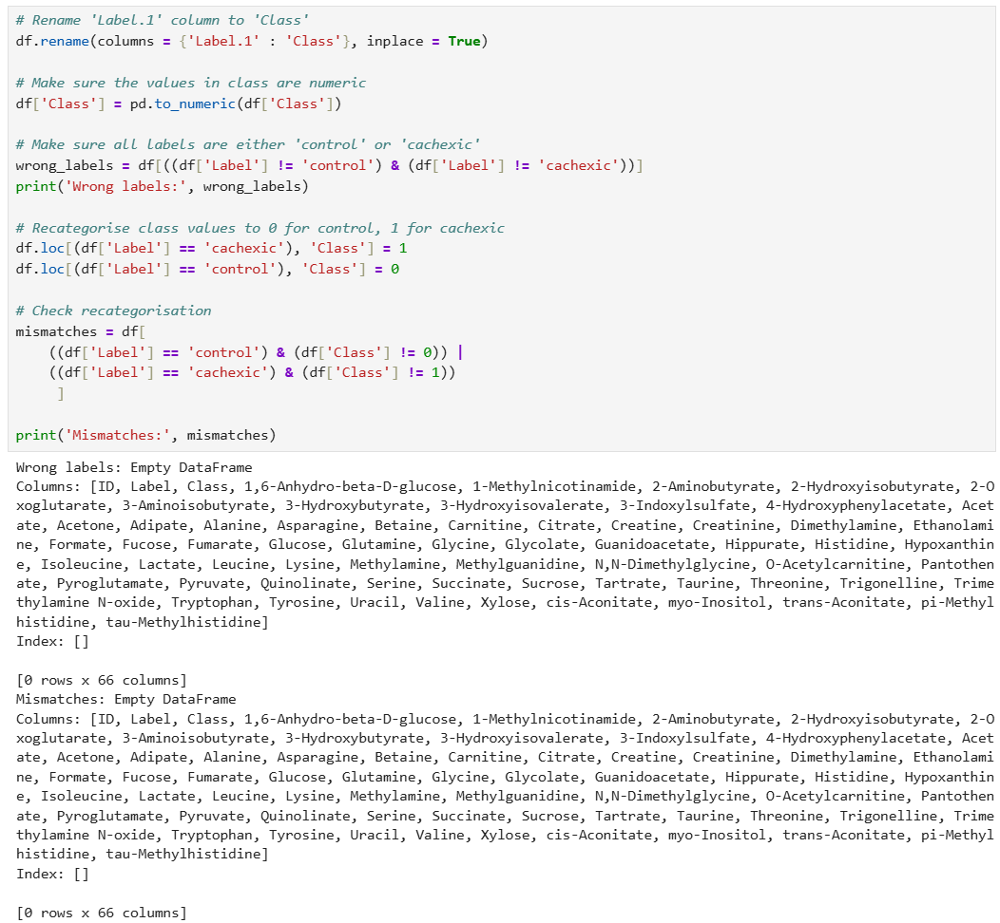 # Rename 'Label.1' column to 'Class'
df.rename(columns = {'Label.1' : 'Class'}, inplace = True)
# Make sure the values in class are numeric
df['Class'] = pd.to_numeric(df['Class'])
# Make sure all labels are either 'control' or 'cachexic'
wrong_labels = df[((df['Label'] != 'control') & (df['Label'] != 'cachexic'))]
print('Wrong labels:', wrong_labels)
# Recategorise class values to 0 for control, 1 for cachexic
df.loc[(df['Label'] == 'cachexic'), 'Class'] = 1
df.loc[(df['Label'] == 'control'), 'Class'] = 0
# Check recategorisation
mismatches = df[
    ((df['Label'] == 'control') & (df['Class'] != 0)) |
    ((df['Label'] == 'cachexic') & (df['Class'] != 1))
     ]
print('Mismatches:', mismatches)
Wrong labels: Empty DataFrame
Columns: [ID, Label, Class, 1,6-Anhydro-beta-D-glucose, 1-Methylnicotinamide, 2-Aminobutyrate, 2-Hydroxyisobutyrate, 2-O
xoglutarate, 3-Aminoisobutyrate, 3-Hydroxybutyrate, 3-Hydroxyisovalerate, 3-Indoxylsulfate, 4-Hydroxyphenylacetate, Acet
ate, Acetone, Adipate, Alanine, Asparagine, Betaine, Carnitine, Citrate, Creatine, Creatinine, Dimethylamine, Ethanolami
ne, Formate, Fucose, Fumarate, Glucose, Glutamine, Glycine, Glycolate, Guanidoacetate, Hippurate, Histidine, Hypoxanthin
e, Isoleucine, Lactate, Leucine, Lysine, Methylamine, Methylguanidine, N,N-Dimethylglycine, O-Acetylcarnitine, Pantothen
ate, Pyroglutamate, Pyruvate, Quinolinate, Serine, Succinate, Sucrose, Tartrate, Taurine, Threonine, Trigonelline, Trime
thylamine N-oxide, Tryptophan, Tyrosine, Uracil, Valine, Xylose, cis-Aconitate, myo-Inositol, trans-Aconitate, pi-Methyl
histidine, tau-Methylhistidine]
Index: []
[0 rows x 66 columns]
Mismatches: Empty DataFrame
Columns: [ID, Label, Class, 1,6-Anhydro-beta-D-glucose, 1-Methylnicotinamide, 2-Aminobutyrate, 2-Hydroxyisobutyrate, 2-O
xoglutarate, 3-Aminoisobutyrate, 3-Hydroxybutyrate, 3-Hydroxyisovalerate, 3-Indoxylsulfate, 4-Hydroxyphenylacetate, Acet
ate, Acetone, Adipate, Alanine, Asparagine, Betaine, Carnitine, Citrate, Creatine, Creatinine, Dimethylamine, Ethanolami
ne, Formate, Fucose, Fumarate, Glucose, Glutamine, Glycine, Glycolate, Guanidoacetate, Hippurate, Histidine, Hypoxanthin
e, Isoleucine, Lactate, Leucine, Lysine, Methylamine, Methylguanidine, N,N-Dimethylglycine, O-Acetylcarnitine, Pantothen
ate, Pyroglutamate, Pyruvate, Quinolinate, Serine, Succinate, Sucrose, Tartrate, Taurine, Threonine, Trigonelline, Trime
thylamine N-oxide, Tryptophan, Tyrosine, Uracil, Valine, Xylose, cis-Aconitate, myo-Inositol, trans-Aconitate, pi-Methyl
histidine, tau-Methylhistidine]
Index: []
[0 rows x 66 columns]